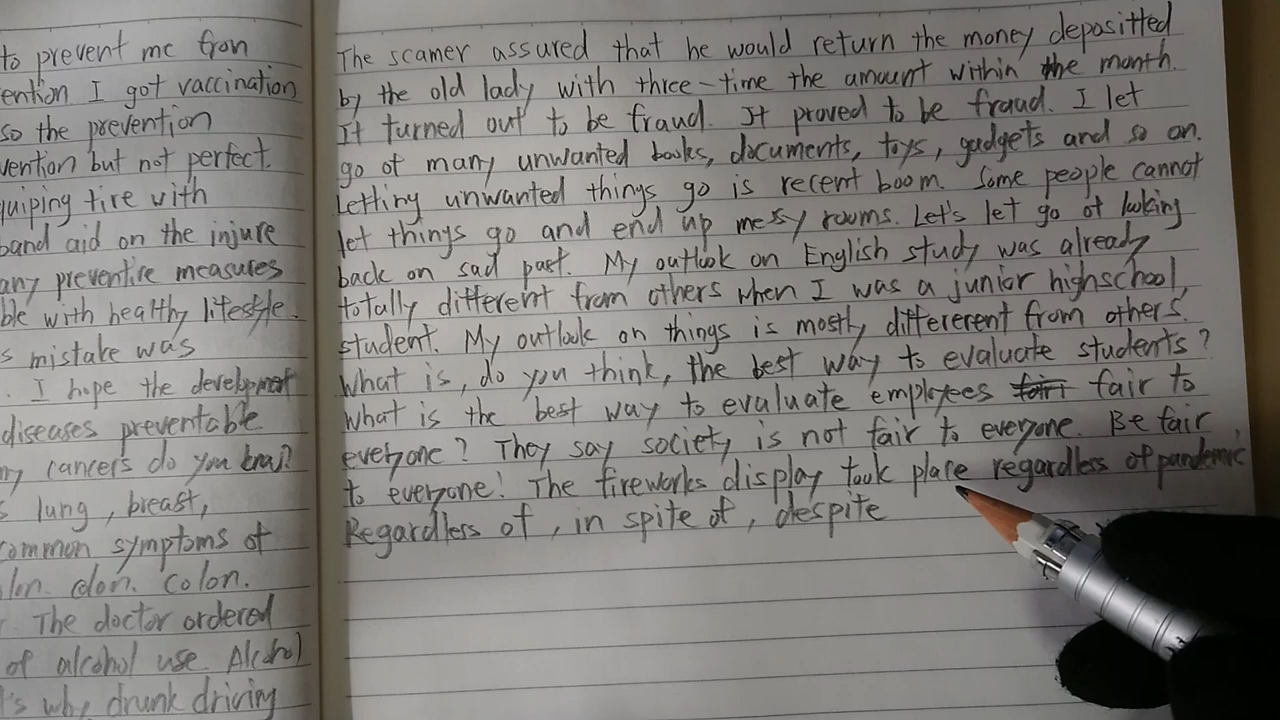 to prevent me from
ention I got vaccination
so the prevention
vention but not perfect.
quiping tire with
band aid on the injure
any preventive measures
ble with healthy lifestyle.
s mistake was
. I hope the development
diseases preventable
ny cancers do you know?
s lung, breast,
common symptoms of
lon. clon. colon.
r. The doctor ordered
of alcohol use. Alcohol
t's why drunk driving
The scamer assured that he would return the money depositted
by the old lady with three-time the amount within the month.
It turned out to be fraud. It proved to be fraud. I let
go of many unwanted books, documents, toys, gadgets and so on.
Letting unwanted things go is recent boom. Some people cannot
let things go and end up messy rooms. Let's let go of looking
back on sad past. My outlook on English study was already
totally different from others when I was a junior highschool,
student. My outlook on things is mostly differerent from others.
What is, do you think, the best way to evaluate students?
What is the best way to evaluate employees fair to
everyone? They say society is not fair to everyone. Be fair,
to everyone! The fireworks display took place regardless of pandemic
Regardless of, in spite of, despite